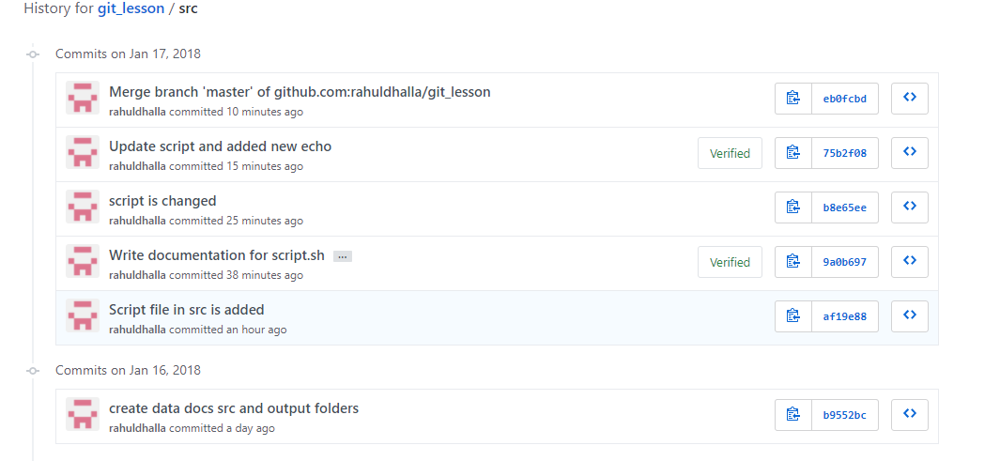 History for git_lesson / src
Commits on Jan 17, 2018
Merge branch 'master' of github.com:rahuldhalla/git_lesson
rahuldhalla committed 10 minutes ago
eb0fcbd
Update script and added new echo
rahuldhalla committed 15 minutes ago
Verified
75b2f08
script is changed
rahuldhalla committed 25 minutes ago
b8e65ee
Write documentation for script.sh ...
rahuldhalla committed 38 minutes ago
Verified
9a0b697
Script file in src is added
rahuldhalla committed an hour ago
af19e88
Commits on Jan 16, 2018
create data docs src and output folders
rahuldhalla committed a day ago
b9552bc